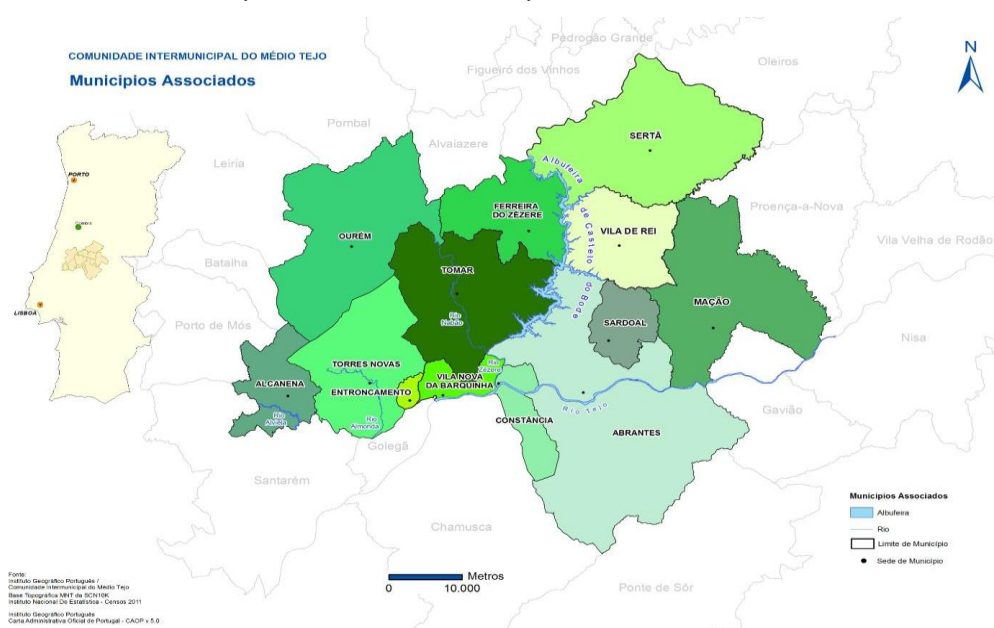 COMUNIDADE INTERMUNICIPAL DO MÉDIO TEJO
Municipios Associados
N
PORTO
LISBOA
Pedrogão Grande
Figueiró dos Vinhos
Oleiros
Pombal
Alvaiazere
Leiria
SERTÃ
Albufeira
de Castelo
do Bode
FERREIRA
DO ZÊZERE
Proença-a-Nova
OURÉM
VILA DE REI
Vila Velha de Rodão
Batalha
TOMAR
Rio
Nabão
MAÇÃO
Porto de Mós
SARDOAL
Nisa
TORRES NOVAS
Rio
Zêzere
ALCANENA
VILA NOVA
DA BARQUINHA
ENTRONCAMENTO
Rio
Alviela
Rio
Almonda
Rio Tejo
Gavião
CONSTÂNCIA
ABRANTES
Golegã
Santarém
Chamusca
Ponte de Sôr
Municipios Associados
Albufeira
Rio
Limite de Município
Sede de Município
Metros
0 10.000
Fonte:
Instituto Geográfico Português /
Comunidade Intermunicipal do Médio Tejo
Base Topográfica MNT da SCN10K
Instituto Nacional De Estatística - Censos 2011
Instituto Geográfico Português
Carta Administrativa Oficial de Portugal - CAOP v 5.0